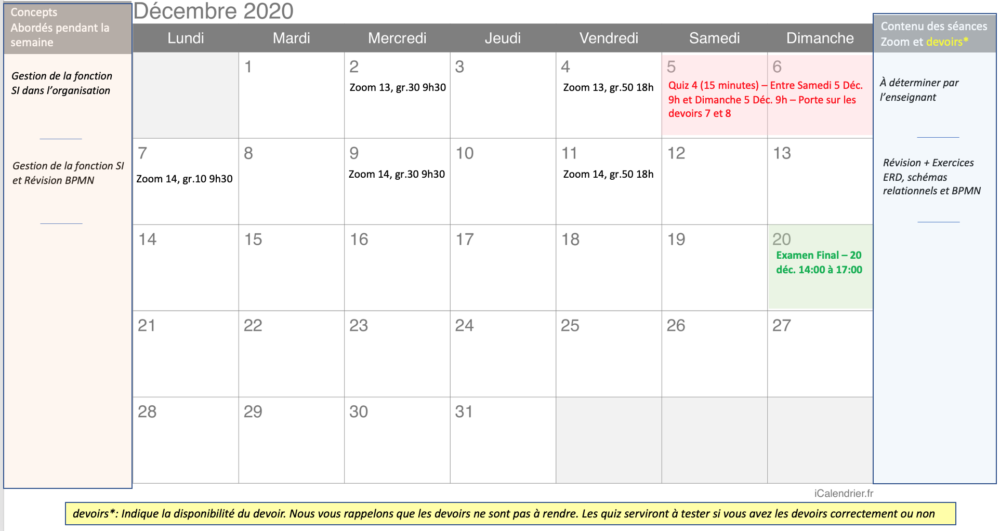 Concepts
Abordés pendant la
semaine
Décembre 2020
Contenu des séances
Zoom et devoirs*
Lundi Mardi Mercredi Jeudi Vendredi Samedi Dimanche
Gestion de la fonction
SI dans l’organisation
1 2 3 4 5 6
Zoom 13, gr.30 9h30
Zoom 13, gr.50 18h
Quiz 4 (15 minutes) – Entre Samedi 5 Déc.
9h et Dimanche 5 Déc. 9h – Porte sur les
devoirs 7 et 8
À déterminer par
l’enseignant
Gestion de la fonction SI
et Révision BPMN
7 8 9 10 11 12 13
Zoom 14, gr.10 9h30
Zoom 14, gr.30 9h30
Zoom 14, gr.50 18h
Révision + Exercices
ERD, schémas
relationnels et BPMN
14 15 16 17 18 19 20
Examen Final – 20
déc. 14:00 à 17:00
21 22 23 24 25 26 27
28 29 30 31
iCalendrier.fr
devoirs*: Indique la disponibilité du devoir. Nous vous rappelons que les devoirs ne sont pas à rendre. Les quiz serviront à tester si vous avez les devoirs correctement ou non